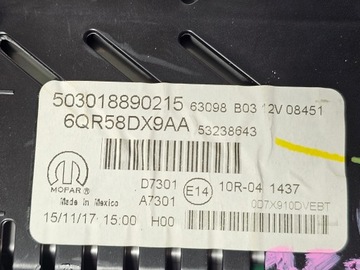 503018890215 63098 B03 12V 08451
6QR58DX9AA 53238643
MOPAR
Made in Mexico
D7301
A7301
E14
10R-04 1437
007X910DVEBT
15/11/17 15:00 H00